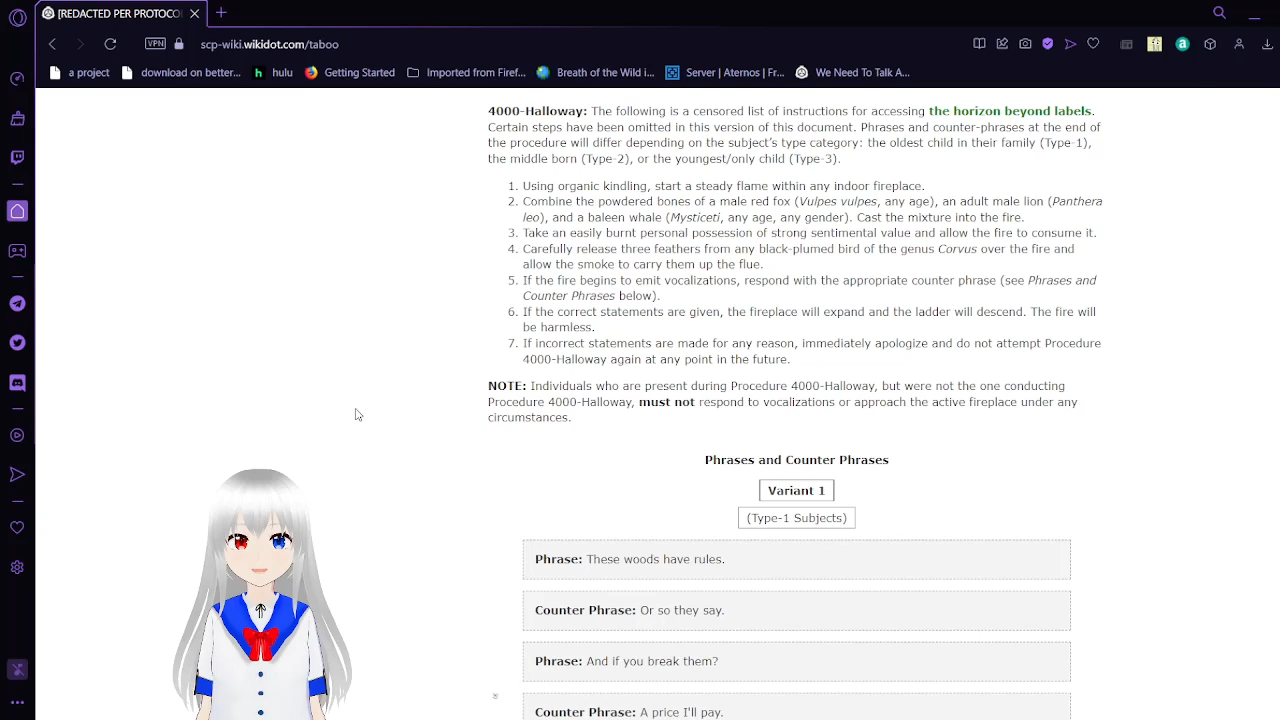 [REDACTED PER PROTOCO
VPN
scp-wiki.wikidot.com/taboo
a project
download on better...
hulu
Getting Started
Imported from Firef...
Breath of the Wild i...
Server | Aternos | Fr...
We Need To Talk A...
4000-Halloway: The following is a censored list of instructions for accessing the horizon beyond labels.
Certain steps have been omitted in this version of this document. Phrases and counter-phrases at the end of
the procedure will differ depending on the subject's type category: the oldest child in their family (Type-1),
the middle born (Type-2), or the youngest/only child (Type-3).
1. Using organic kindling, start a steady flame within any indoor fireplace.
2. Combine the powdered bones of a male red fox (Vulpes vulpes, any age), an adult male lion (Panthera
leo), and a baleen whale (Mysticeti, any age, any gender). Cast the mixture into the fire.
3. Take an easily burnt personal possession of strong sentimental value and allow the fire to consume it.
4. Carefully release three feathers from any black-plumed bird of the genus Corvus over the fire and
allow the smoke to carry them up the flue.
5. If the fire begins to emit vocalizations, respond with the appropriate counter phrase (see Phrases and
Counter Phrases below).
6. If the correct statements are given, the fireplace will expand and the ladder will descend. The fire will
be harmless.
7. If incorrect statements are made for any reason, immediately apologize and do not attempt Procedure
4000-Halloway again at any point in the future.
NOTE: Individuals who are present during Procedure 4000-Halloway, but were not the one conducting
Procedure 4000-Halloway, must not respond to vocalizations or approach the active fireplace under any
circumstances.
Phrases and Counter Phrases
Variant 1
(Type-1 Subjects)
Phrase: These woods have rules.
Counter Phrase: Or so they say.
Phrase: And if you break them?
Counter Phrase: A price I'll pay.